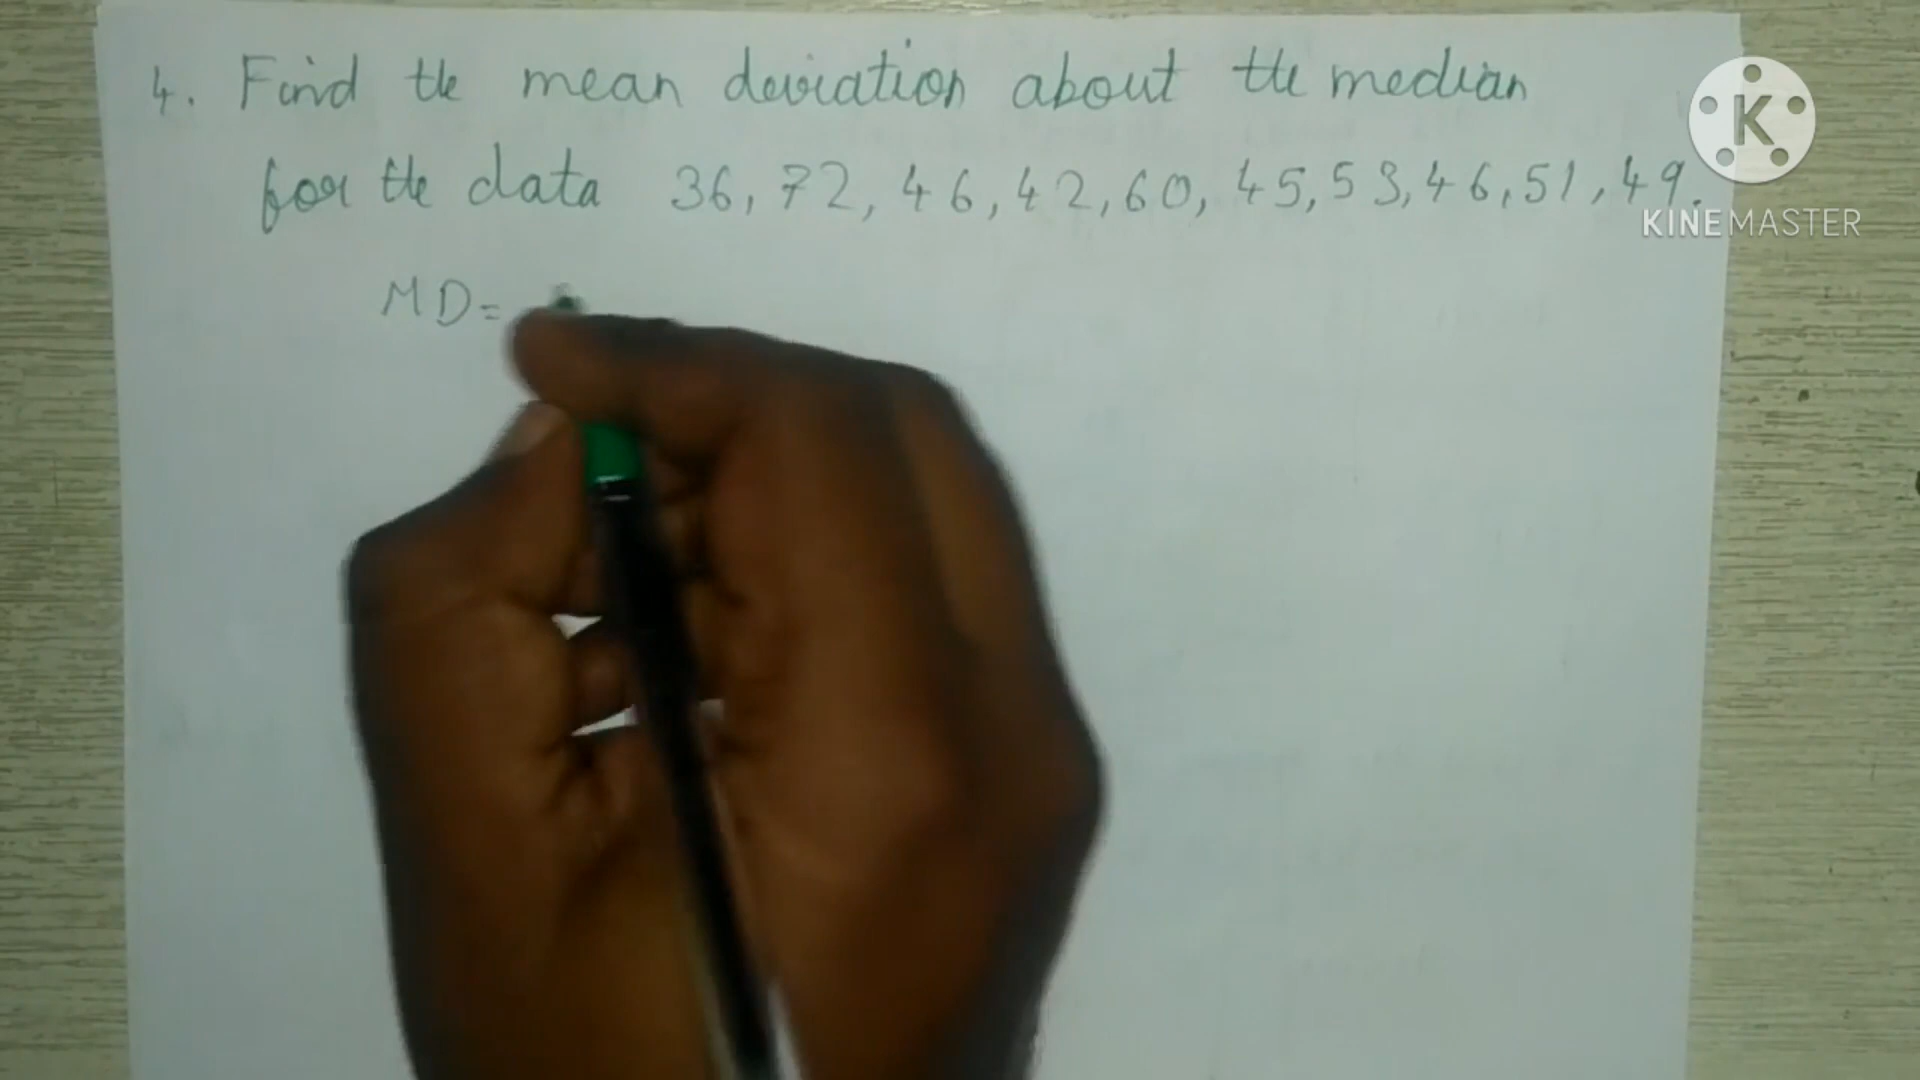 4. Find the mean deviation about the median
for the data 36, 72, 46, 42, 60, 45, 53, 46, 51, 49.
MD=
K
KINEMASTER